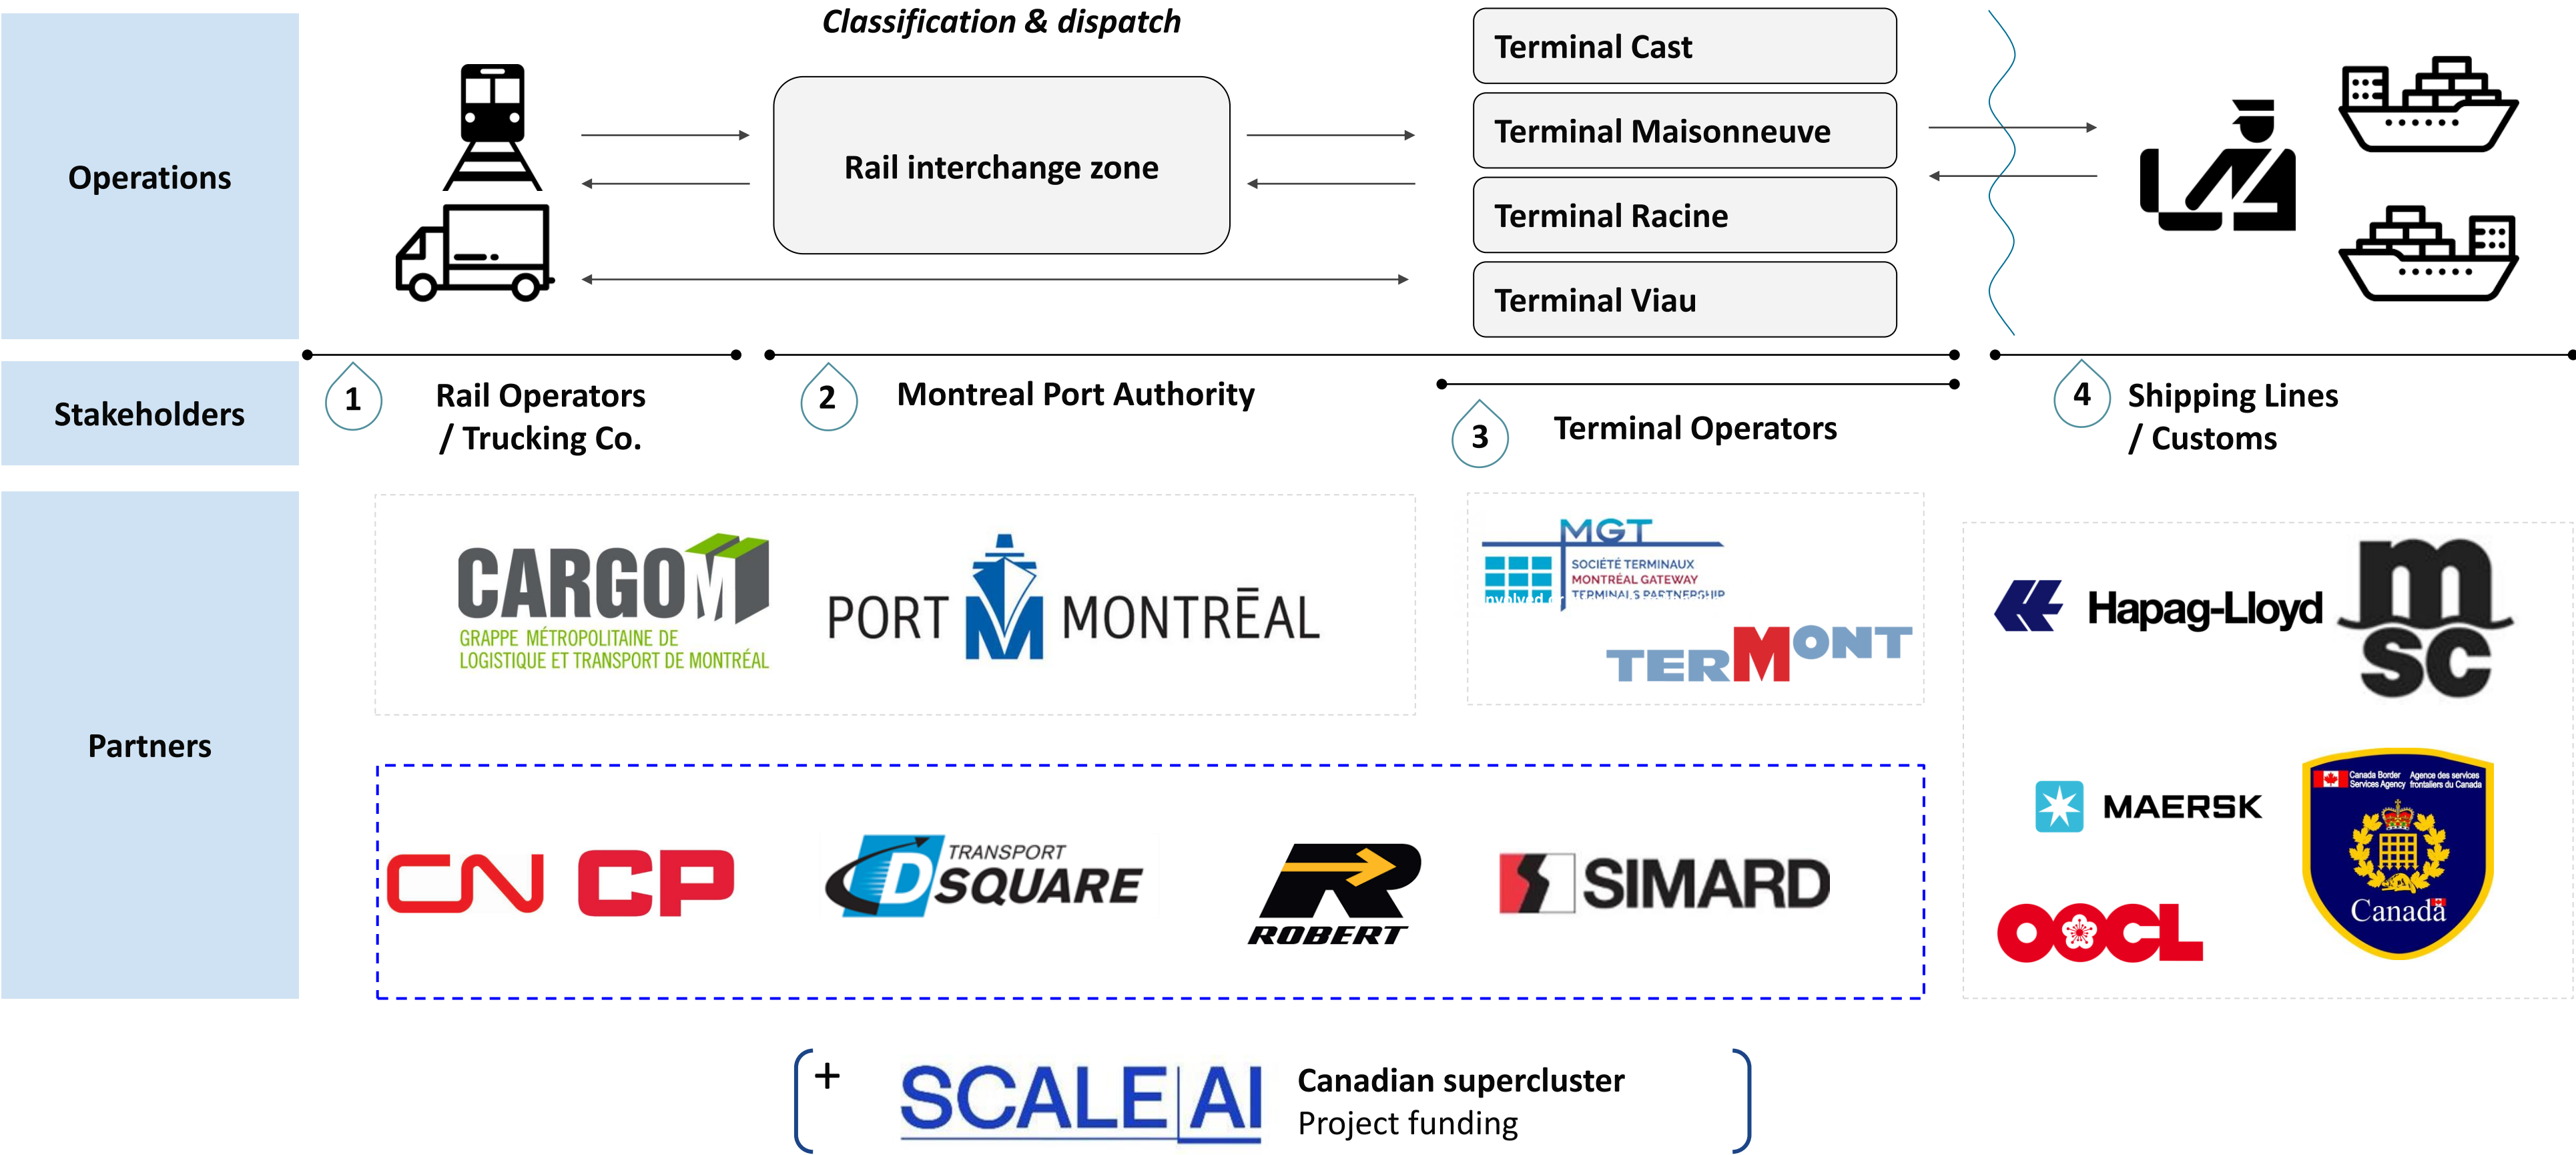 Classification & dispatch
Operations
Rail interchange zone
Terminal Cast
Terminal Maisonneuve
Terminal Racine
Terminal Viau
Stakeholders
1
Rail Operators
/ Trucking Co.
2
Montreal Port Authority
3
Terminal Operators
4
Shipping Lines
/ Customs
Partners
CARGOM
GRAPPE MÉTROPOLITAINE DE
LOGISTIQUE ET TRANSPORT DE MONTRÉAL
PORT M MONTRĒAL
MGT
SOCIÉTÉ TERMINAUX
MONTRÉAL GATEWAY
TERMINALS PARTNERSHIP
nvolved or
TERMONT
Hapag-Lloyd
msc
MAERSK
OOCL
Canada Border Services Agency
Agence des services frontaliers du Canada
Canada
CN
CP
TRANSPORT
D SQUARE
R
ROBERT
SIMARD
+
SCALE AI
Canadian supercluster
Project funding